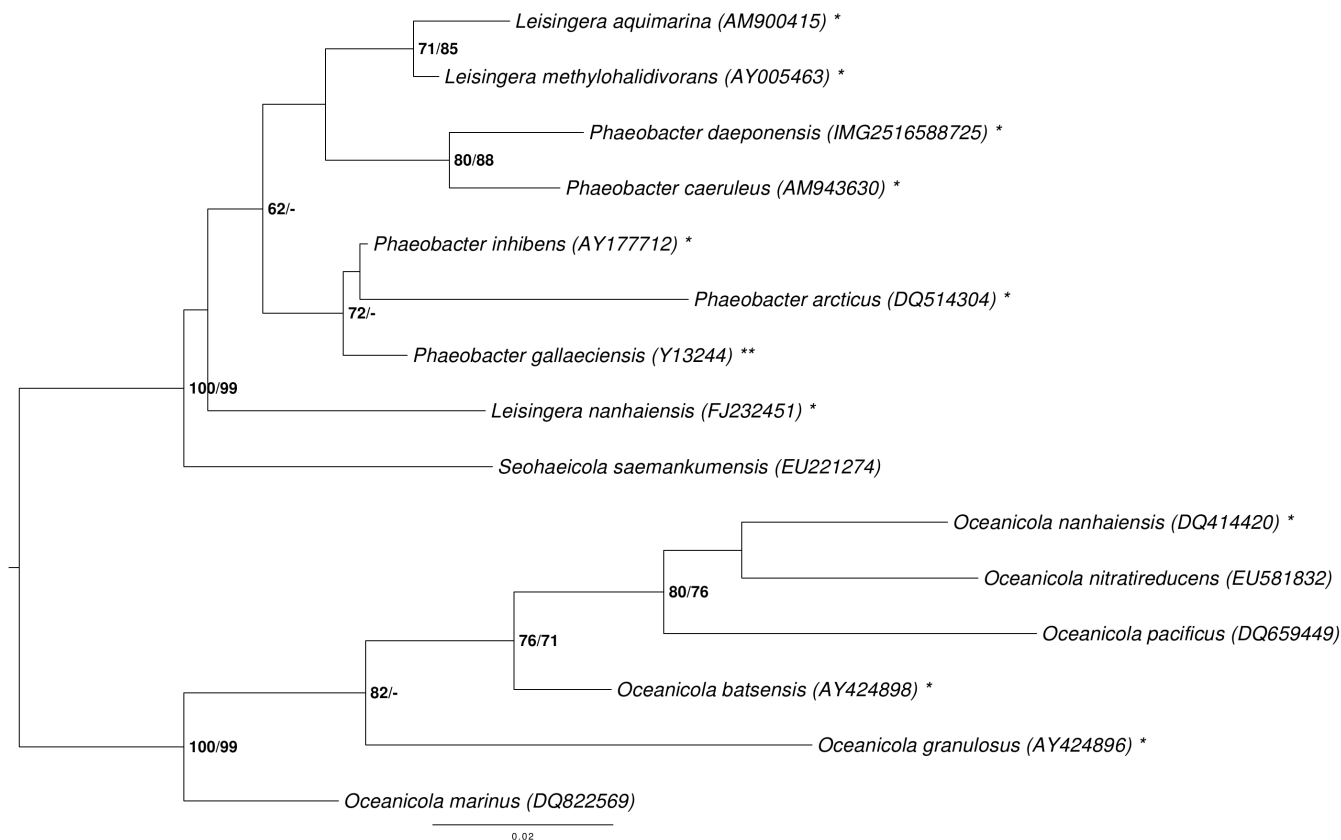 Leisingera aquimarina (AM900415) *
71/85
Leisingera methylohalidivorans (AY005463) *
Phaeobacter daeponensis (IMG2516588725) *
80/88
Phaeobacter caeruleus (AM943630) *
62/-
Phaeobacter inhibens (AY177712) *
Phaeobacter arcticus (DQ514304) *
72/-
Phaeobacter gallaeciensis (Y13244) **
100/99
Leisingera nanhaiensis (FJ232451) *
Seohaeicola saemankumensis (EU221274)
Oceanicola nanhaiensis (DQ414420) *
Oceanicola nitratireducens (EU581832)
80/76
Oceanicola pacificus (DQ659449)
76/71
Oceanicola batsensis (AY424898) *
82/-
Oceanicola granulosus (AY424896) *
100/99
Oceanicola marinus (DQ822569)
0.02